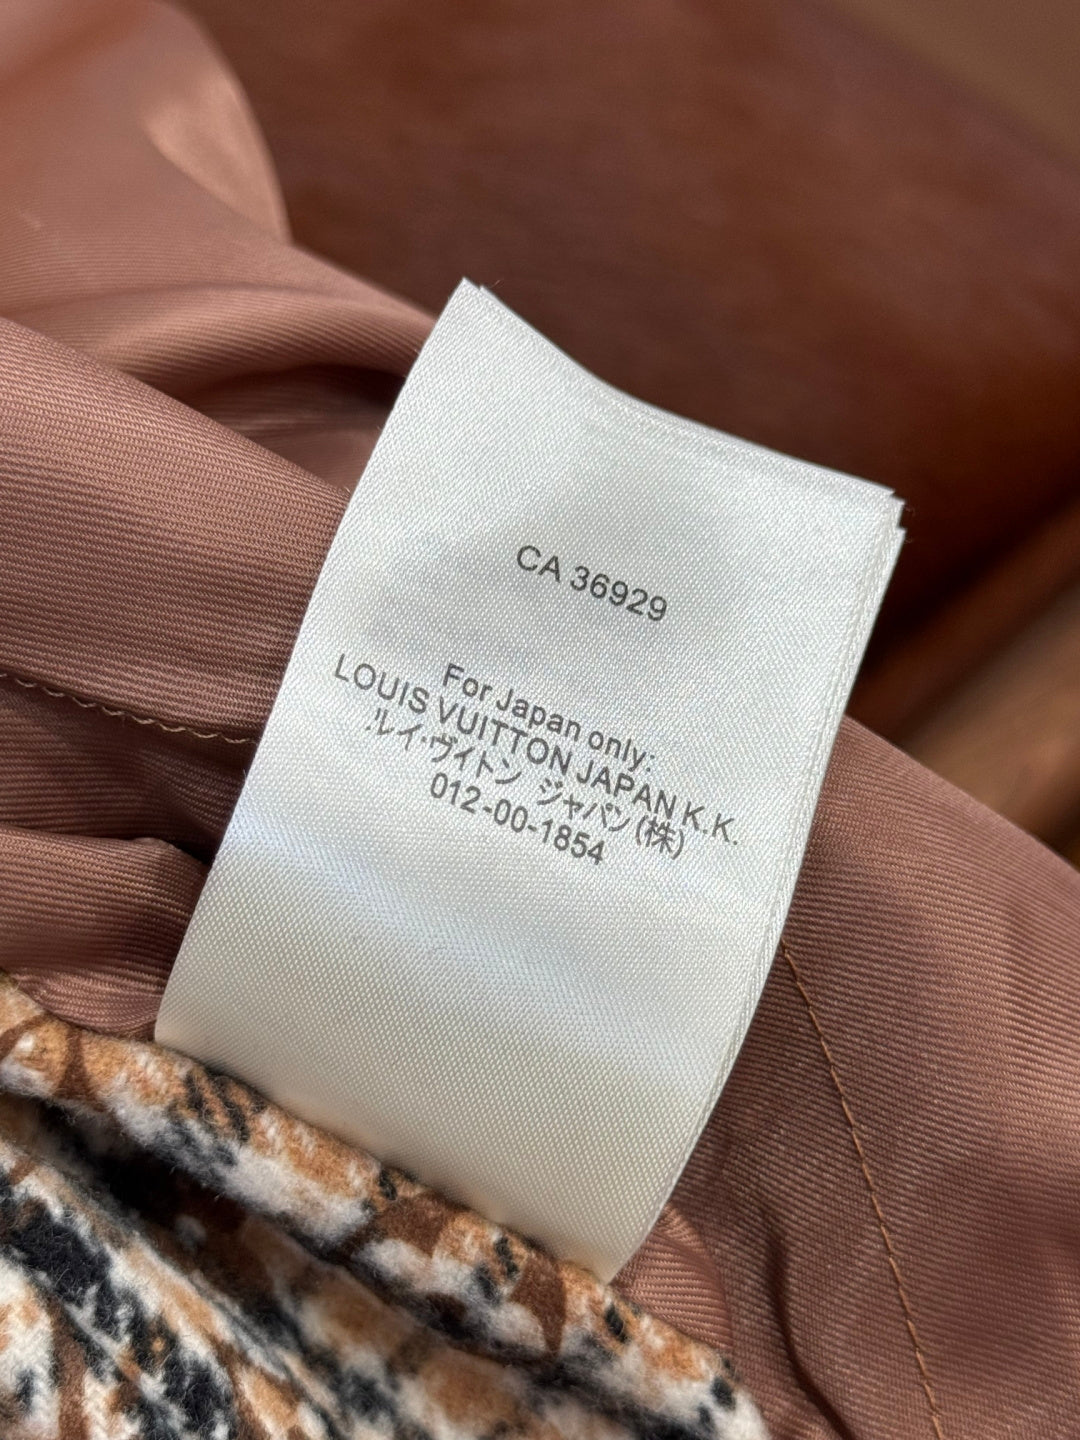 CA 36929
For Japan only:
LOUIS VUITTON JAPAN K.K.
ルイ・ヴィトン ジャパン(株)
012-00-1854